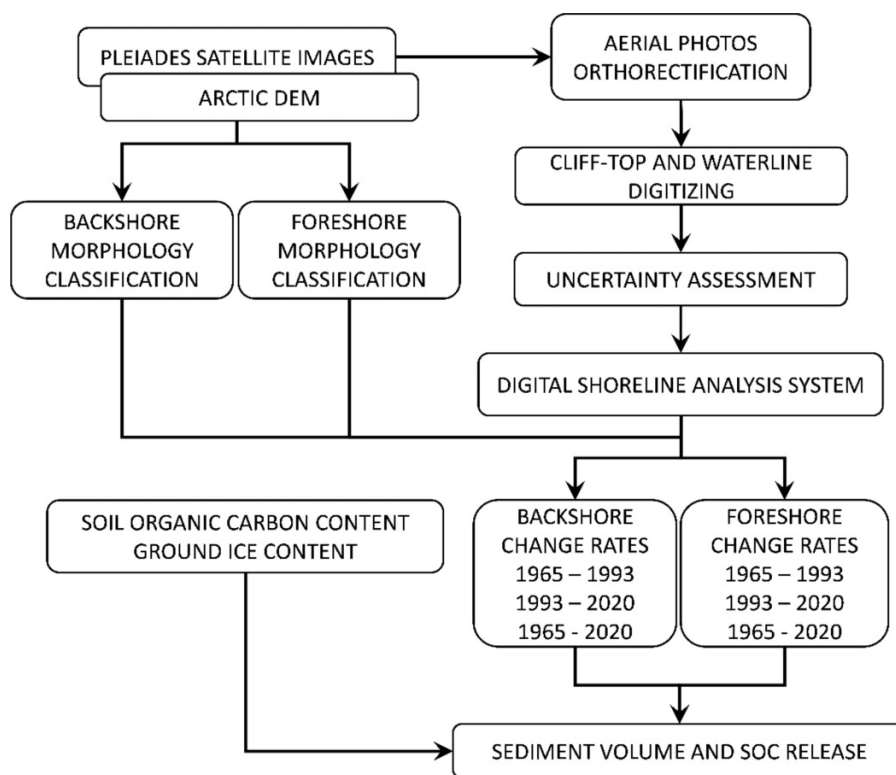 PLEIADES SATELLITE IMAGES
ARCTIC DEM
AERIAL PHOTOS
ORTHORECTIFICATION
CLIFF-TOP AND WATERLINE
DIGITIZING
BACKSHORE
MORPHOLOGY
CLASSIFICATION
FORESHORE
MORPHOLOGY
CLASSIFICATION
UNCERTAINTY ASSESSMENT
DIGITAL SHORELINE ANALYSIS SYSTEM
SOIL ORGANIC CARBON CONTENT
GROUND ICE CONTENT
BACKSHORE
CHANGE RATES
1965 – 1993
1993 – 2020
1965 - 2020
FORESHORE
CHANGE RATES
1965 – 1993
1993 – 2020
1965 - 2020
SEDIMENT VOLUME AND SOC RELEASE